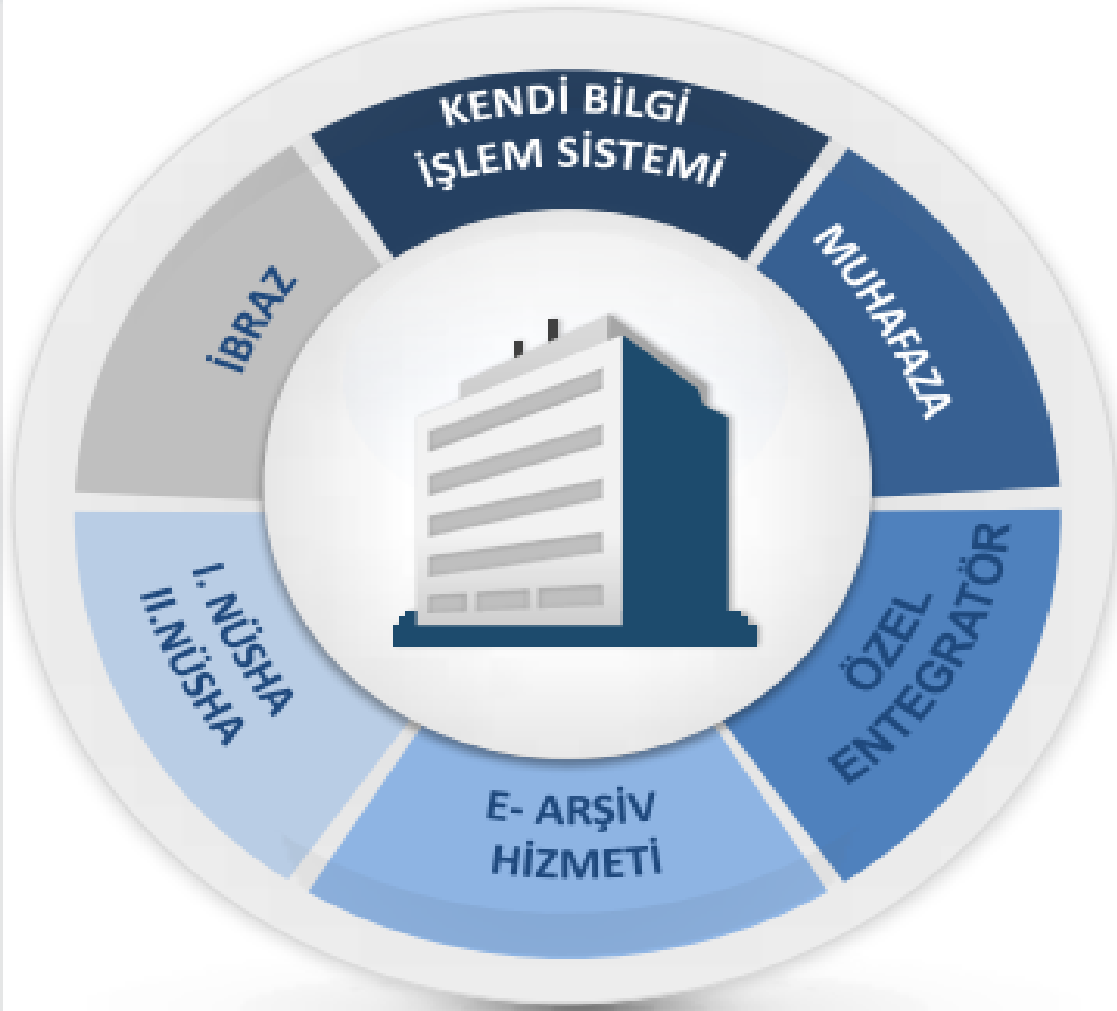 KENDİ BİLGİ
İŞLEM SİSTEMİ
MUHAFAZA
ÖZEL
ENTEGRATÖR
E- ARŞİV
HİZMETİ
I. NÜSHA
II.NÜSHA
İBRAZ